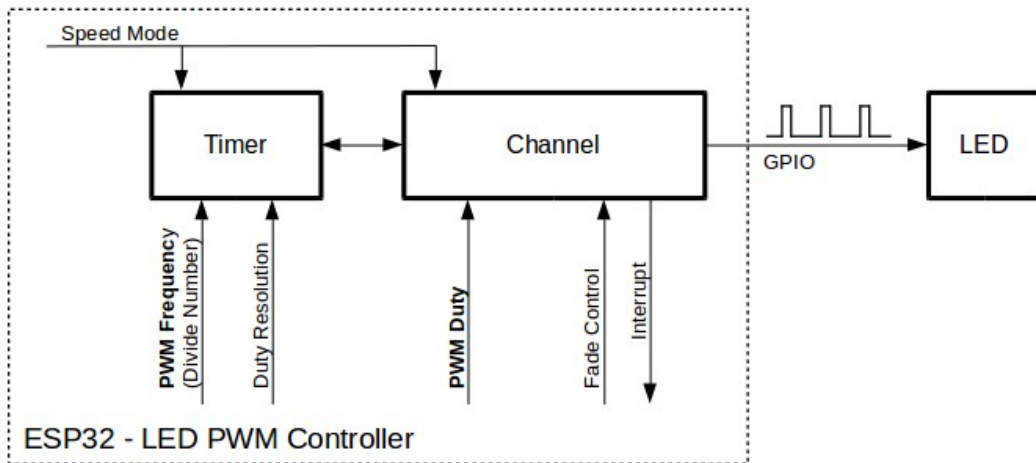 Speed Mode
Timer
Channel
GPIO
LED
PWM Frequency
(Divide Number)
Duty Resolution
PWM Duty
Fade Control
Interrupt
ESP32 - LED PWM Controller